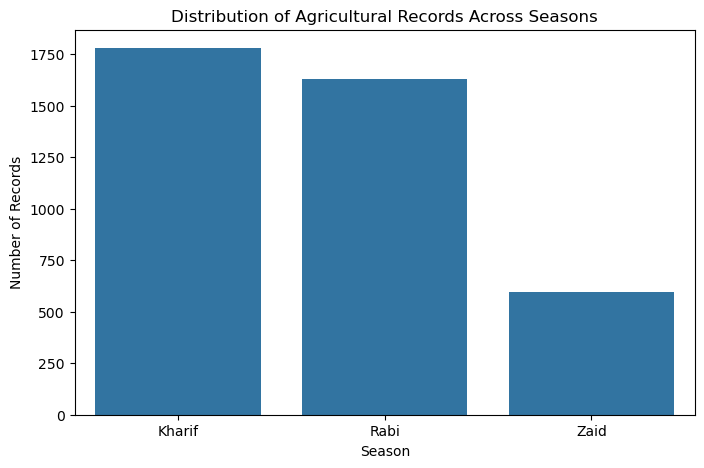 Distribution of Agricultural Records Across Seasons
Number of Records
1750
1500
1250
1000
750
500
250
0
Kharif
Rabi
Zaid
Season